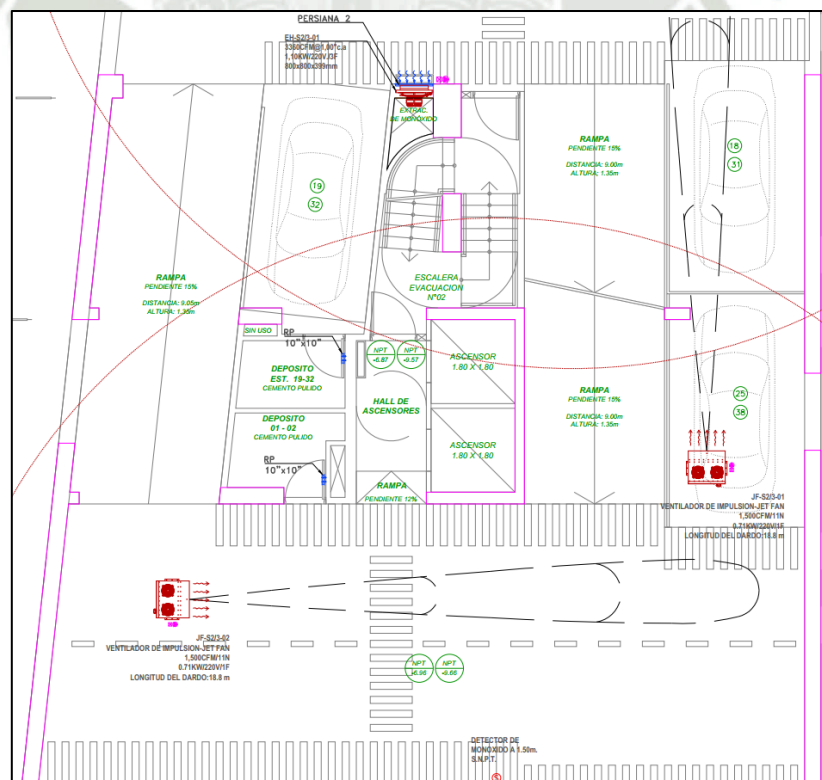 PERSIANA 2
EH-S2/3-01
3380CFM@1,00"c.a
1,10KW/220V./3F
800x800x399mm
EXTRAC.
DE MONÓXIDO
RAMPA
PENDIENTE 15%
DISTANCIA: 9.00m
ALTURA: 1.35m
18
31
19
32
ESCALERA
EVACUACION
N°02
RAMPA
PENDIENTE 15%
DISTANCIA: 9.05m
ALTURA: 1.35m
SIN USO
RP
10"x10"
NPT
-6.87
NPT
-9.57
ASCENSOR
1.80 X 1.80
DEPOSITO
EST. 19-32
CEMENTO PULIDO
HALL DE
ASCENSORES
RAMPA
PENDIENTE 15%
DISTANCIA: 9.00m
ALTURA: 1.35m
25
38
DEPOSITO
01 - 02
CEMENTO PULIDO
ASCENSOR
1.80 X 1.80
RP
10"x10"
RAMPA
PENDIENTE 12%
JF-S2/3-01
VENTILADOR DE IMPULSION-JET FAN
1,500CFM/11N
0.71KW/220V/1F
LONGITUD DEL DARDO:18.8 m
JF-S2/3-02
VENTILADOR DE IMPULSION-JET FAN
1,500CFM/11N
0.71KW/220V/1F
LONGITUD DEL DARDO:18.8 m
NPT
-6.96
NPT
-9.66
DETECTOR DE
MONOXIDO A 1.50m.
S.N.P.T.
S